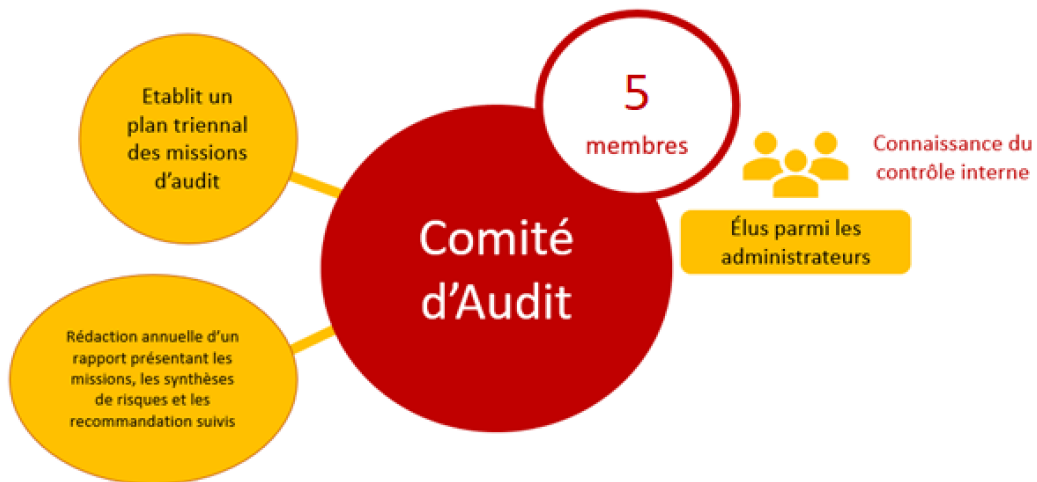 Etablit un
plan triennal
des missions
d'audit
5
membres
Connaissance du
contrôle interne
Élus parmi les
administrateurs
Comité
d'Audit
Rédaction annuelle d'un
rapport présentant les
missions, les synthèses
de risques et les
recommandation suivis